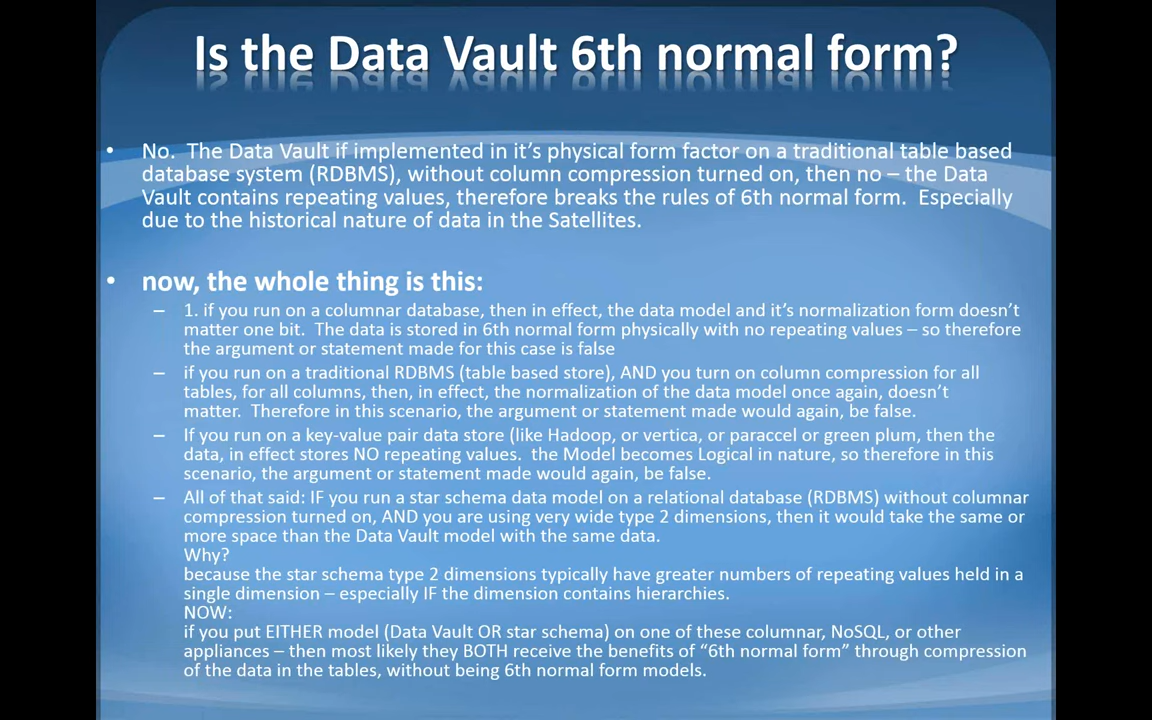 Is the Data Vault 6th normal form?
• No. The Data Vault if implemented in it's physical form factor on a traditional table based
database system (RDBMS), without column compression turned on, then no – the Data
Vault contains repeating values, therefore breaks the rules of 6th normal form. Especially
due to the historical nature of data in the Satellites.
• now, the whole thing is this:
– 1. if you run on a columnar database, then in effect, the data model and it's normalization form doesn't
matter one bit. The data is stored in 6th normal form physically with no repeating values – so therefore
the argument or statement made for this case is false
– if you run on a traditional RDBMS (table based store), AND you turn on column compression for all
tables, for all columns, then, in effect, the normalization of the data model once again, doesn't
matter. Therefore in this scenario, the argument or statement made would again, be false.
– If you run on a key-value pair data store (like Hadoop, or vertica, or paraccel or green plum, then the
data, in effect stores NO repeating values. the Model becomes Logical in nature, so therefore in this
scenario, the argument or statement made would again, be false.
– All of that said: IF you run a star schema data model on a relational database (RDBMS) without columnar
compression turned on, AND you are using very wide type 2 dimensions, then it would take the same or
more space than the Data Vault model with the same data.
Why?
because the star schema type 2 dimensions typically have greater numbers of repeating values held in a
single dimension – especially IF the dimension contains hierarchies.
NOW:
if you put EITHER model (Data Vault OR star schema) on one of these columnar, NoSQL, or other
appliances – then most likely they BOTH receive the benefits of “6th normal form” through compression
of the data in the tables, without being 6th normal form models.